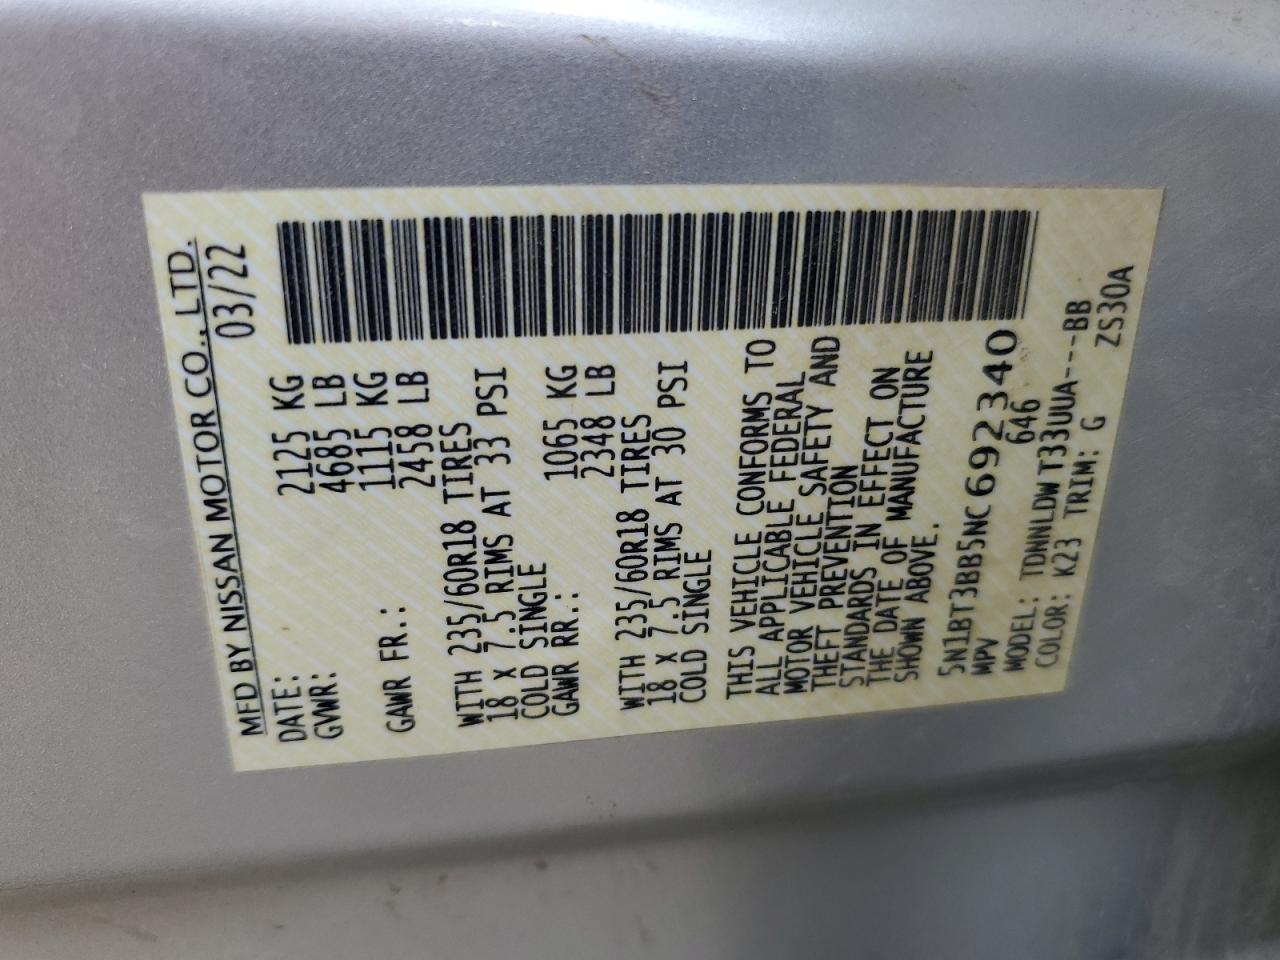 MFD BY NISSAN MOTOR CO., LTD.
DATE: 03/22
GVWR: 2125 KG
4685 LB
GAWR FR.: 1115 KG
2458 LB
WITH 235/60R18 TIRES
18 X 7.5 RIMS AT 33 PSI
COLD SINGLE
GAWR RR.: 1065 KG
2348 LB
WITH 235/60R18 TIRES
18 X 7.5 RIMS AT 30 PSI
COLD SINGLE
THIS VEHICLE CONFORMS TO
ALL APPLICABLE FEDERAL
MOTOR VEHICLE SAFETY AND
THEFT PREVENTION
STANDARDS IN EFFECT ON
THE DATE OF MANUFACTURE
SHOWN ABOVE.
5N1BT3BB5NC692340
MPV 646
MODEL: TDNNLDWT33UUA---BB
COLOR: K23 TRIM: G ZS30A